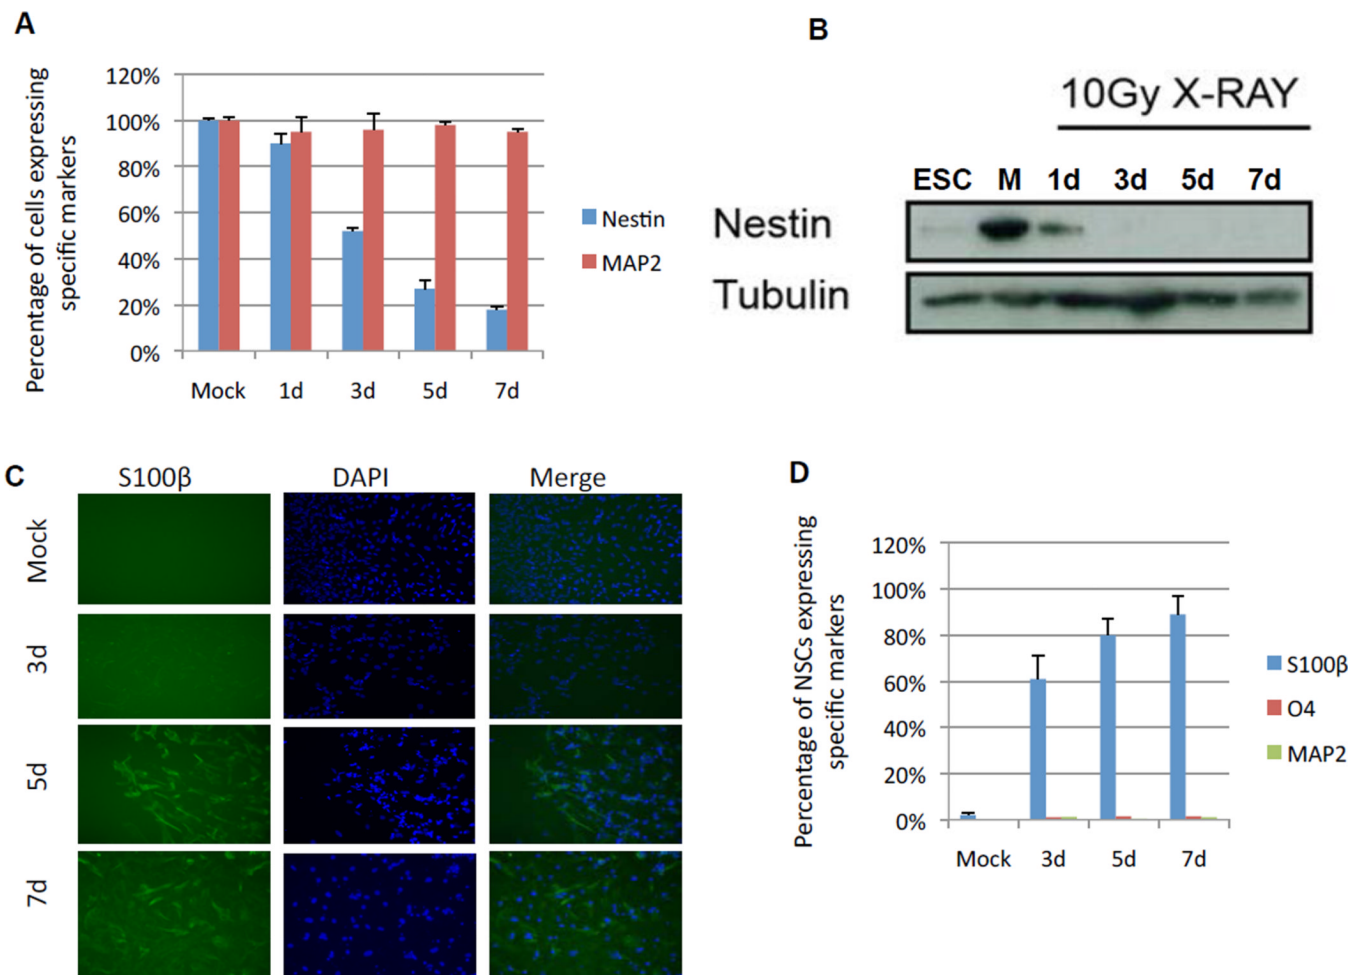 A
Percentage of cells expressing
specific markers
120%
100%
80%
60%
40%
20%
0%
Mock 1d 3d 5d 7d
Nestin
MAP2
B
10Gy X-RAY
ESC M 1d 3d 5d 7d
Nestin
Tubulin
C
S100β DAPI Merge
Mock
3d
5d
7d
D
Percentage of NSCs expressing
specific markers
120%
100%
80%
60%
40%
20%
0%
Mock 3d 5d 7d
S100β
O4
MAP2